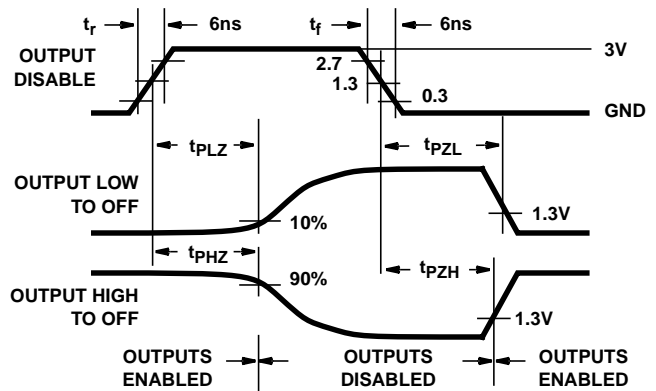 tr 6ns tf 6ns
OUTPUT
DISABLE
3V
2.7
1.3
0.3
GND
tPLZ tPZL
OUTPUT LOW
TO OFF
10%
1.3V
tPHZ tPZH
90%
OUTPUT HIGH
TO OFF
1.3V
OUTPUTS
ENABLED
OUTPUTS
DISABLED
OUTPUTS
ENABLED